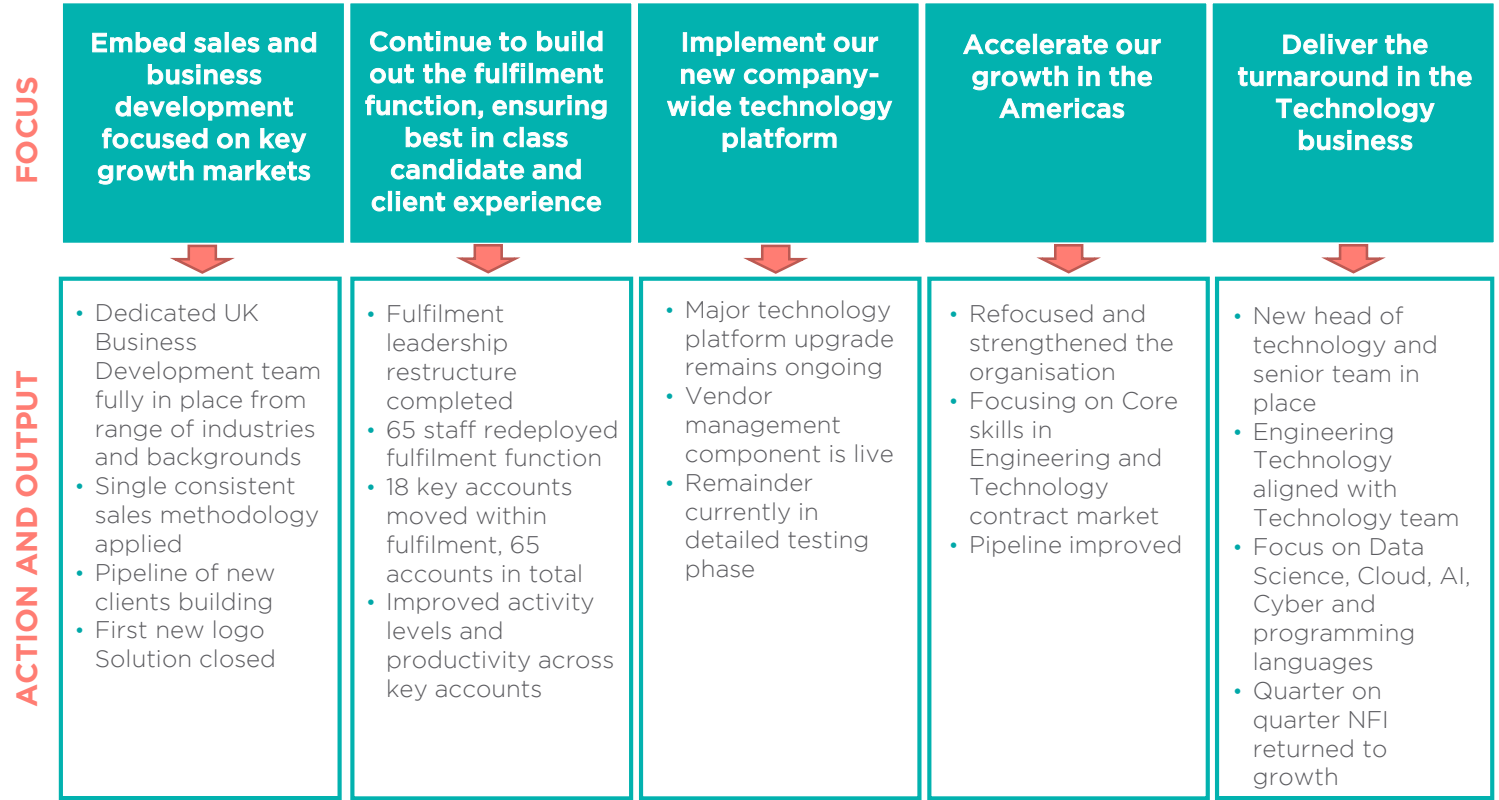 FOCUS
Embed sales and
business
development
focused on key
growth markets
Continue to build
out the fulfilment
function, ensuring
best in class
candidate and
client experience
Implement our
new company-
wide technology
platform
Accelerate our
growth in the
Americas
Deliver the
turnaround in the
Technology
business
ACTION AND OUTPUT
• Dedicated UK
Business
Development team
fully in place from
range of industries
and backgrounds
• Single consistent
sales methodology
applied
• Pipeline of new
clients building
• First new logo
Solution closed
• Fulfilment
leadership
restructure
completed
• 65 staff redeployed
fulfilment function
• 18 key accounts
moved within
fulfilment, 65
accounts in total
• Improved activity
levels and
productivity across
key accounts
• Major technology
platform upgrade
remains ongoing
• Vendor
management
component is live
• Remainder
currently in
detailed testing
phase
• Refocused and
strengthened the
organisation
• Focusing on Core
skills in
Engineering and
Technology
contract market
• Pipeline improved
• New head of
technology and
senior team in
place
• Engineering
Technology
aligned with
Technology team
• Focus on Data
Science, Cloud, AI,
Cyber and
programming
languages
• Quarter on
quarter NFI
returned to
growth